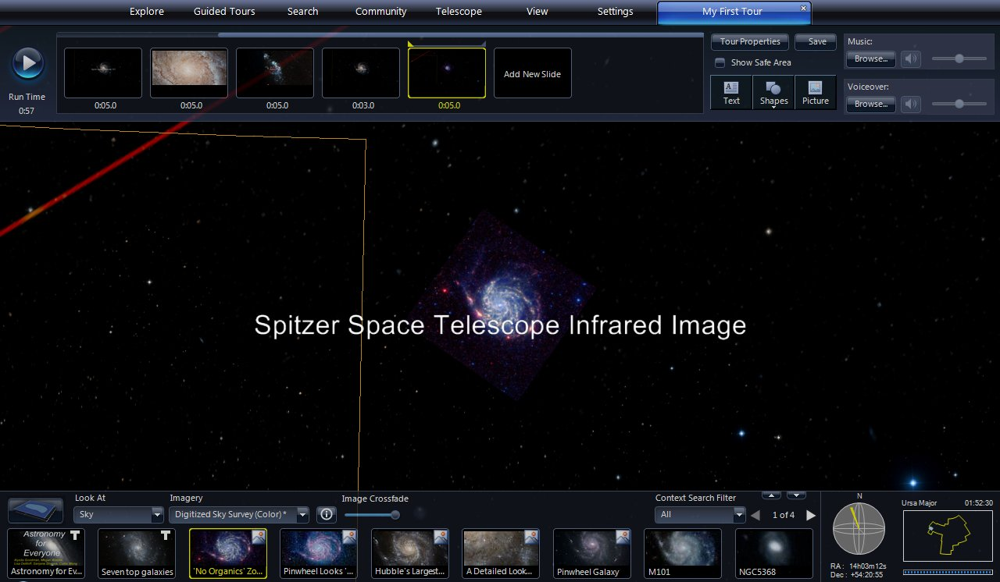 Explore Guided Tours Search Community Telescope View Settings My First Tour ×
Tour Properties Save Music:
Show Safe Area Browse...
Add New Slide
Run Time 0:05.0 0:05.0 0:05.0 0:03.0 0:05.0
0:57
Text Shapes Picture
Voiceover:
Browse...
Spitzer Space Telescope Infrared Image
Look At Imagery Image Crossfade Context Search Filter
Sky Digitized Sky Survey (Color) * All 1 of 4
N Ursa Major 01:52:30
Astronomy
for
Everyone
Astronomy for Ev... Seven top galaxies 'No Organics' Zo... Pinwheel Looks '... Hubble's Largest... A Detailed Look... Pinwheel Galaxy M101 NGC5368
RA : 14h03m12s
Dec : +54:20:55